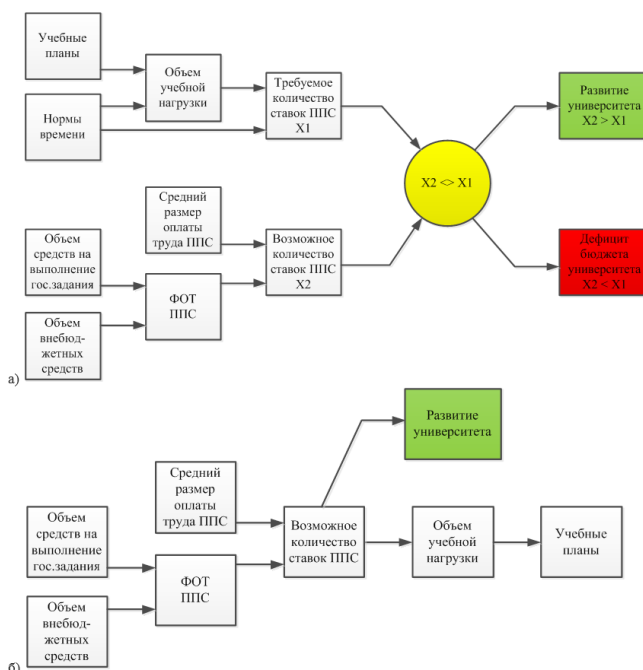 Учебные
планы
Нормы
времени
Объем
учебной
нагрузки
Требуемое
количество
ставок ППС
X1
Средний
размер
оплаты
труда ППС
Объем
средств на
выполнение
гос.задания
Объем
внебюд-
жетных
средств
ФОТ
ППС
Возможное
количество
ставок ППС
X2
X2 <> X1
Развитие
университета
X2 > X1
Дефицит
бюджета
университета
X2 < X1
а)
Развитие
университета
Средний
размер
оплаты
труда ППС
Объем
средств на
выполнение
гос.задания
Объем
внебюд-
жетных
средств
ФОТ
ППС
Возможное
количество
ставок ППС
Объем
учебной
нагрузки
Учебные
планы
б)